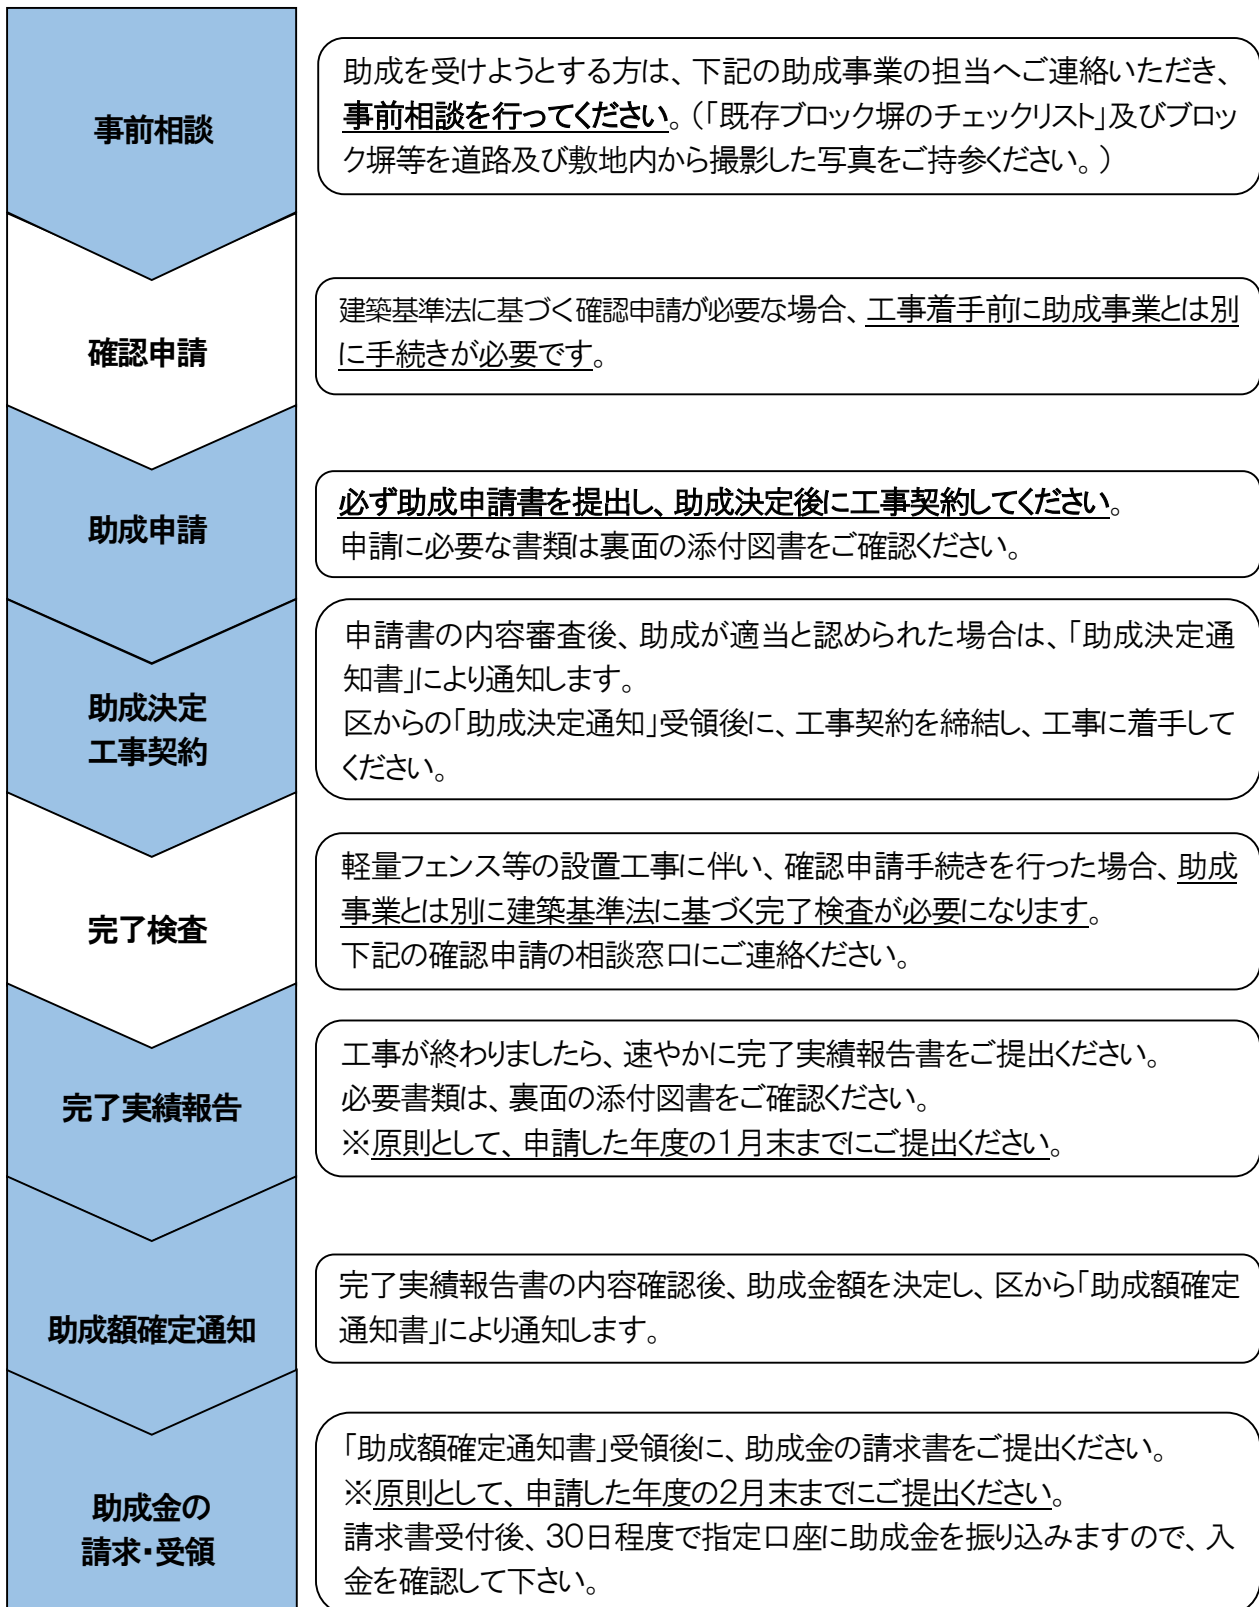 事前相談
助成を受けようとする方は、下記の助成事業の担当へご連絡いただき、
事前相談を行ってください。（「既存ブロック塀のチェックリスト」及びブロッ
ク塀等を道路及び敷地内から撮影した写真をご持参ください。）
確認申請
建築基準法に基づく確認申請が必要な場合、工事着手前に助成事業とは別
に手続きが必要です。
助成申請
必ず助成申請書を提出し、助成決定後に工事契約してください。
申請に必要な書類は裏面の添付図書をご確認ください。
助成決定
工事契約
申請書の内容審査後、助成が適当と認められた場合は、「助成決定通
知書」により通知します。
区からの「助成決定通知」受領後に、工事契約を締結し、工事に着手して
ください。
完了検査
軽量フェンス等の設置工事に伴い、確認申請手続きを行った場合、助成
事業とは別に建築基準法に基づく完了検査が必要になります。
下記の確認申請の相談窓口にご連絡ください。
完了実績報告
工事が終わりましたら、速やかに完了実績報告書をご提出ください。
必要書類は、裏面の添付図書をご確認ください。
※原則として、申請した年度の１月末までにご提出ください。
助成額確定通知
完了実績報告書の内容確認後、助成金額を決定し、区から「助成額確定
通知書」により通知します。
助成金の
請求・受領
「助成額確定通知書」受領後に、助成金の請求書をご提出ください。
※原則として、申請した年度の２月末までにご提出ください。
請求書受付後、３０日程度で指定口座に助成金を振り込みますので、入
金を確認して下さい。